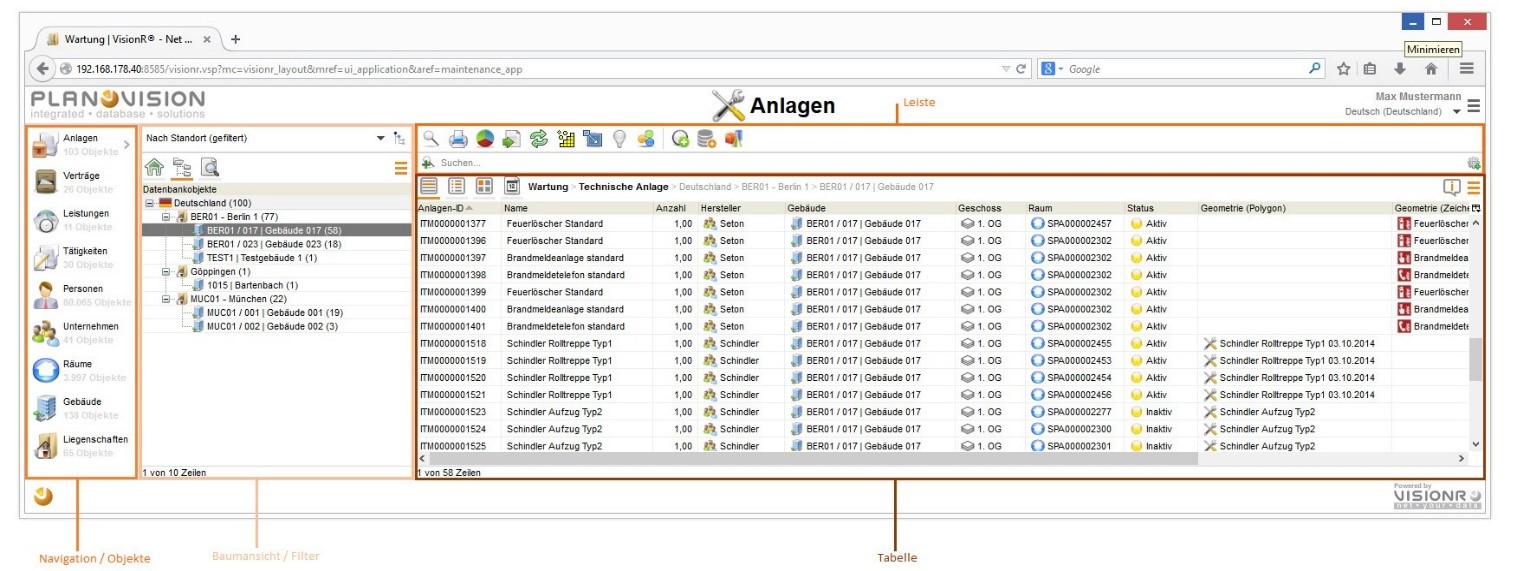 Wartung | VisionR® - Net ... × +
Minimieren
192.168.178.40:8585/visionr.vsp?mc=visionr_layout&mref=ui_application&aref=maintenance_app
8 Google
PLANOVISION
integrated • database • solutions
Anlagen
Leiste
Max Mustermann
Deutsch (Deutschland)
Anlagen
103 Objekte
Verträge
26 Objekte
Leistungen
11 Objekte
Tätigkeiten
30 Objekte
Personen
80.065 Objekte
Unternehmen
41 Objekte
Räume
3.997 Objekte
Gebäude
138 Objekte
Liegenschaften
65 Objekte
Nach Standort (gefiltert)
Datenbankobjekte
Deutschland (100)
BER01 - Berlin 1 (77)
BER01 / 017 | Gebäude 017 (58)
BER01 / 023 | Gebäude 023 (18)
TEST1 | Testgebäude 1 (1)
Göppingen (1)
1015 | Bartenbach (1)
MUC01 - München (22)
MUC01 / 001 | Gebäude 001 (19)
MUC01 / 002 | Gebäude 002 (3)
1 von 10 Zeilen
Suchen...
12 Wartung > Technische Anlage > Deutschland > BER01 - Berlin 1 > BER01 / 017 | Gebäude 017
Anlagen-ID Name Anzahl Hersteller Gebäude Geschoss Raum Status Geometrie (Polygon) Geometrie (Zeiche
ITM0000001377 Feuerlöscher Standard 1,00 Seton BER01 / 017 | Gebäude 017 1. OG SPA000002457 Aktiv Feuerlöscher
ITM0000001396 Feuerlöscher Standard 1,00 Seton BER01 / 017 | Gebäude 017 1. OG SPA000002302 Aktiv Feuerlöscher
ITM0000001397 Brandmeldeanlage standard 1,00 Seton BER01 / 017 | Gebäude 017 1. OG SPA000002302 Aktiv Brandmeldea
ITM0000001398 Brandmeldetelefon standard 1,00 Seton BER01 / 017 | Gebäude 017 1. OG SPA000002302 Aktiv Brandmeldete
ITM0000001399 Feuerlöscher Standard 1,00 Seton BER01 / 017 | Gebäude 017 1. OG SPA000002302 Aktiv Feuerlöscher
ITM0000001400 Brandmeldeanlage standard 1,00 Seton BER01 / 017 | Gebäude 017 1. OG SPA000002302 Aktiv Brandmeldea
ITM0000001401 Brandmeldetelefon standard 1,00 Seton BER01 / 017 | Gebäude 017 1. OG SPA000002302 Aktiv Brandmeldete
ITM0000001518 Schindler Rolltreppe Typ1 1,00 Schindler BER01 / 017 | Gebäude 017 1. OG SPA000002455 Aktiv Schindler Rolltreppe Typ1 03.10.2014
ITM0000001519 Schindler Rolltreppe Typ1 1,00 Schindler BER01 / 017 | Gebäude 017 1. OG SPA000002453 Aktiv Schindler Rolltreppe Typ1 03.10.2014
ITM0000001520 Schindler Rolltreppe Typ1 1,00 Schindler BER01 / 017 | Gebäude 017 1. OG SPA000002454 Aktiv Schindler Rolltreppe Typ1 03.10.2014
ITM0000001521 Schindler Rolltreppe Typ1 1,00 Schindler BER01 / 017 | Gebäude 017 1. OG SPA000002456 Aktiv Schindler Rolltreppe Typ1 03.10.2014
ITM0000001523 Schindler Aufzug Typ2 1,00 Schindler BER01 / 017 | Gebäude 017 1. OG SPA000002277 Inaktiv Schindler Aufzug Typ2
ITM0000001524 Schindler Aufzug Typ2 1,00 Schindler BER01 / 017 | Gebäude 017 1. OG SPA000002300 Inaktiv Schindler Aufzug Typ2
ITM0000001525 Schindler Aufzug Typ2 1,00 Schindler BER01 / 017 | Gebäude 017 1. OG SPA000002301 Inaktiv Schindler Aufzug Typ2
1 von 58 Zeilen
Powered by
VISIONR
net • your • data
Navigation / Objekte
Baumansicht / Filter
Tabelle